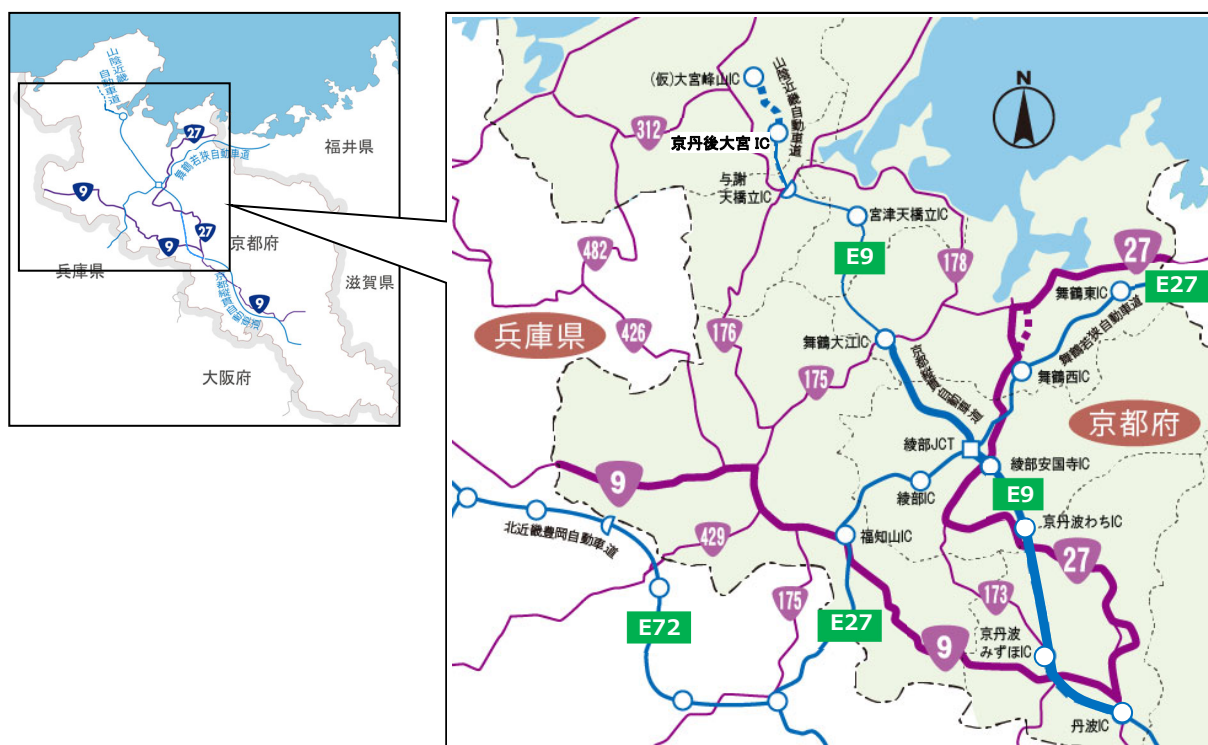 山陰近畿
自動車道
27
福井県
舞鶴若狭自動車道
9
27
京都府
9
兵庫県
滋賀県
京都縦貫
自動車道
9
大阪府
(仮)大宮峰山IC
山陰近畿自動車道
N
312
京丹後大宮 IC
与謝
天橋立IC
宮津天橋立IC
482
E9
178
27
舞鶴東IC
E27
兵庫県
426
176
舞鶴大江IC
舞鶴若狭自動車道
175
京都縦貫自動車道
舞鶴西IC
京都府
綾部JCT
綾部安国寺IC
9
綾部IC
E9
北近畿豊岡自動車道
429
福知山IC
京丹波わちIC
27
175
173
E72
E27
京丹波
みずほIC
9
丹波IC